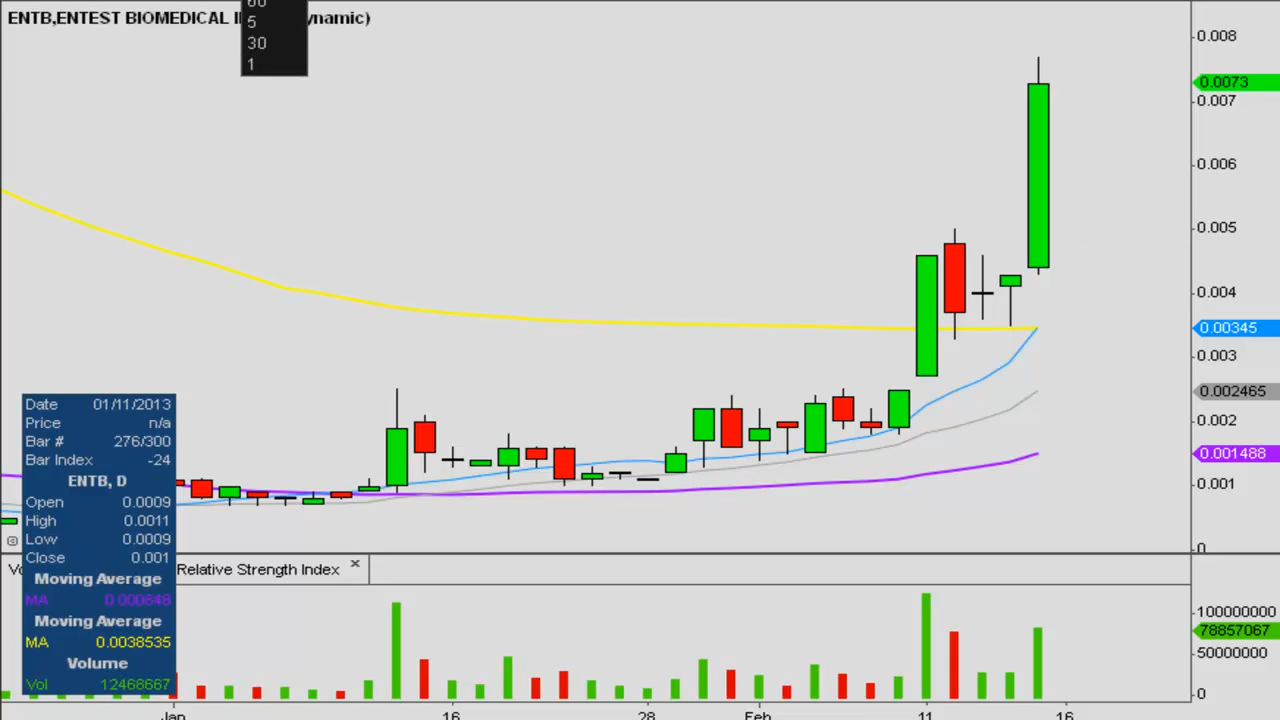 60
ENTB,ENTEST BIOMEDICAL I ynamic)
5
30
1
0.008
0.0073
0.007
0.006
0.005
0.004
0.00345
0.003
0.002465
0.002
0.001488
0.001
0
Date 01/11/2013
Price n/a
Bar # 276/300
Bar Index -24
ENTB, D
Open 0.0009
High 0.0011
Low 0.0009
Close 0.001
Moving Average
MA 0.000848
Moving Average
MA 0.0038535
Volume
Vol 12468667
Vo Relative Strength Index ×
100000000
78857067
50000000
0
Jan 16 28 Feb 11 16